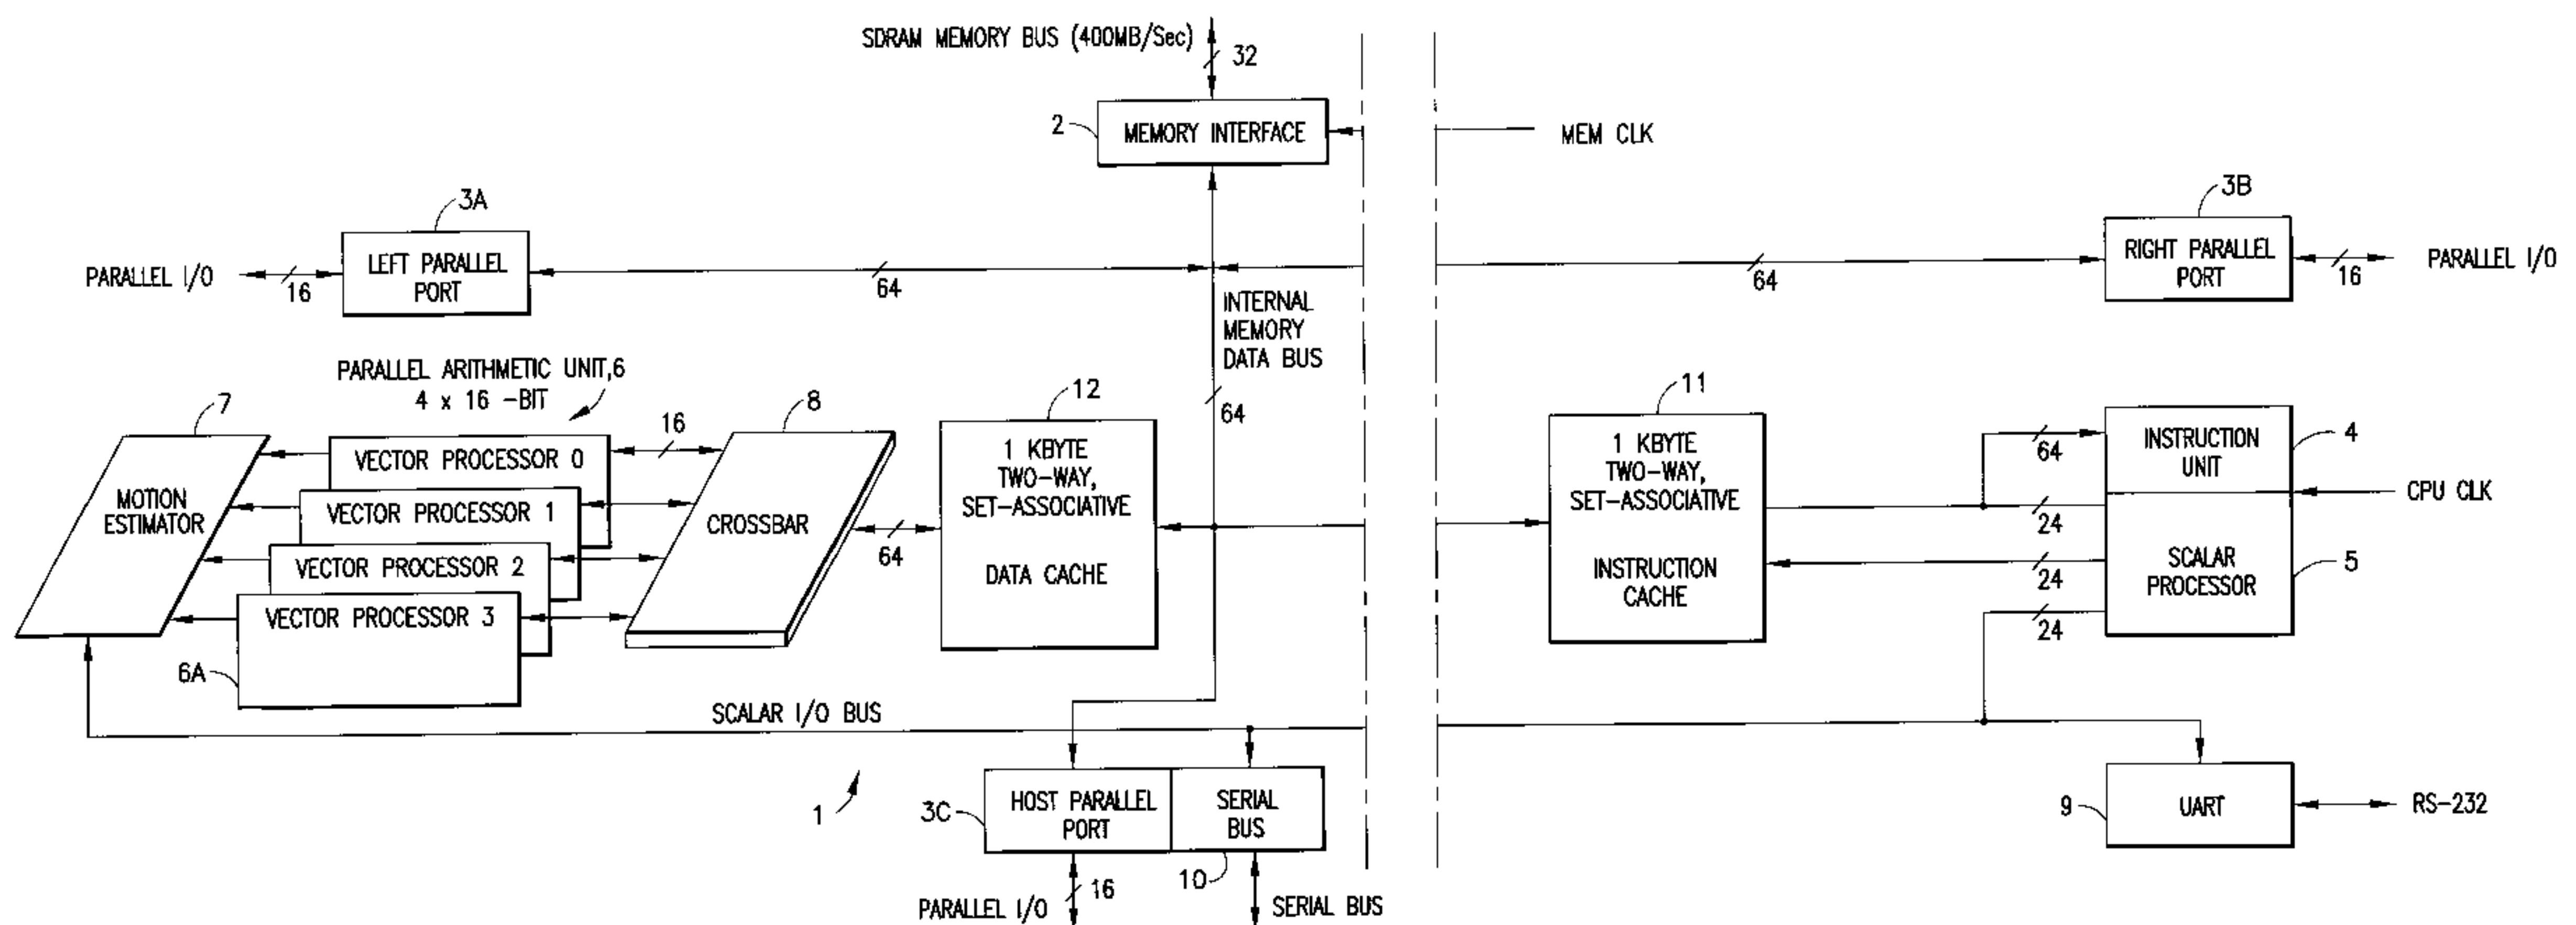 SDRAM MEMORY BUS (400MB/Sec)
32
2
MEMORY INTERFACE
MEM CLK
3A
3B
PARALLEL I/O
16
LEFT PARALLEL
PORT
64
64
RIGHT PARALLEL
PORT
16
PARALLEL I/O
INTERNAL
MEMORY
DATA BUS
64
PARALLEL ARITHMETIC UNIT,6
4 x 16 -BIT
7
MOTION
ESTIMATOR
VECTOR PROCESSOR 0
VECTOR PROCESSOR 1
VECTOR PROCESSOR 2
VECTOR PROCESSOR 3
6A
16
8
CROSSBAR
64
12
1 KBYTE
TWO-WAY,
SET-ASSOCIATIVE
DATA CACHE
11
1 KBYTE
TWO-WAY,
SET-ASSOCIATIVE
INSTRUCTION
CACHE
64
24
24
24
INSTRUCTION
UNIT
4
CPU CLK
SCALAR
PROCESSOR
5
SCALAR I/O BUS
1
3C
HOST PARALLEL
PORT
SERIAL
BUS
10
16
PARALLEL I/O
SERIAL BUS
9
UART
RS-232